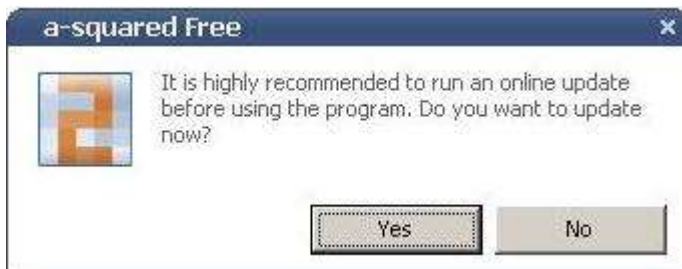 a-squared Free
It is highly recommended to run an online update
before using the program. Do you want to update
now?
Yes
No